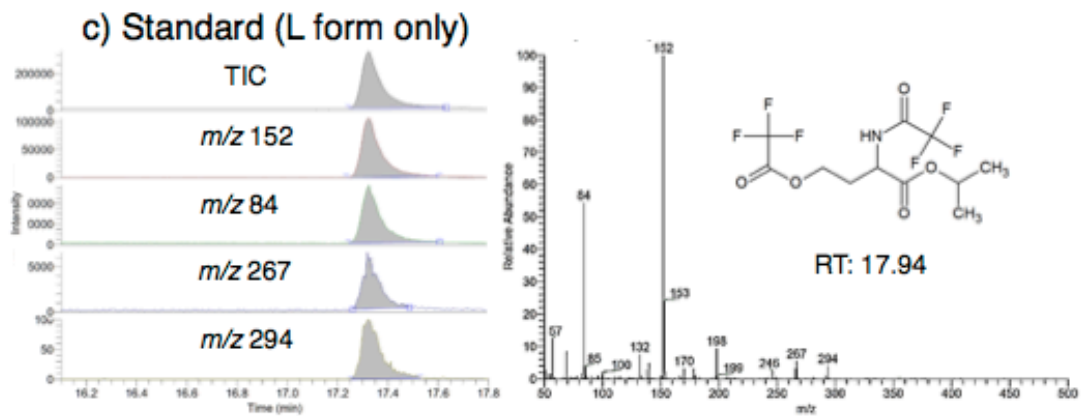 c) Standard (L form only)
TIC
200000
0
m/z 152
100000
50000
0
m/z 84
0000
0000
0
m/z 267
5000
0
m/z 294
100
50
0
Intensity
16.2 16.4 16.6 16.8 17.0 17.2 17.4 17.6 17.8
Time (min)
Relative Abundance
100
90
80
70
60
50
40
30
20
10
0
152
84
153
57
85
100
132
170
198
199
246
267
294
50 100 150 200 250 300 350 400 450 500
m/z
F
F
F
O
O
O
HN
F
F
F
O
O
CH3
CH3
RT: 17.94